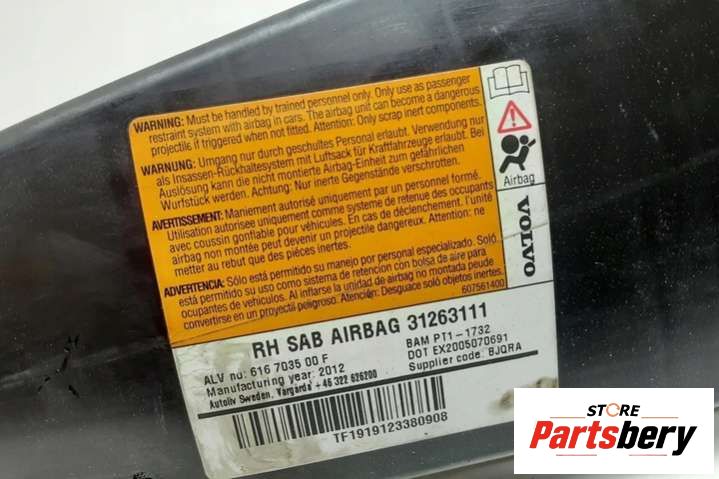 WARNING: Must be handled by trained personnel only. Only use as passenger
restraint system with airbag in cars. The airbag unit can become a dangerous
projectile if triggered when not fitted. Attention: Only scrap inert components.
WARNUNG: Umgang nur durch geschultes Personal erlaubt. Verwendung nur
als Insassen-Rückhaltesystem mit Luftsack für Kraftfahrzeuge erlaubt. By
Auslösung kann die nicht montierte Airbag-Einheit zum gefährlichen
Wurfstück werden. Achtung: Nur inerte Gegenstände verschrotten.
AVERTISSEMENT: Maniement autorisé uniquement par un personnel formé.
Utilisation autorisee uniquement comme système de retenue des occupants
avec coussin gonflable pour véhicules. En cas de déclenchement, l'unité
airbag non montée peut devenir un projectile dangereux. Attention : ne
metter au rebut que des pièces inertes.
ADVERTENCIA: Sólo está permitido su manejo por personal especializado. Soló
está permitido su uso como sistema de retención con bolsa de aire para
ocupantes de vehículos. Al inflarse la unidad de airbag no montada peude
convertirse en un proyectil peligroso. Atención: Desguace soló objetos inertes.
607561400
Airbag
VOLVO
RH SAB AIRBAG 31263111
ALV no: 616 7035 00 F
Manufacturing year: 2012
Autoliv Sweden, Vargarda +46 322 626200
BAM PT1-1732
DOT EX2005070691
Supplier code: BJQRA
TF1919123380908
STORE
Partsbery